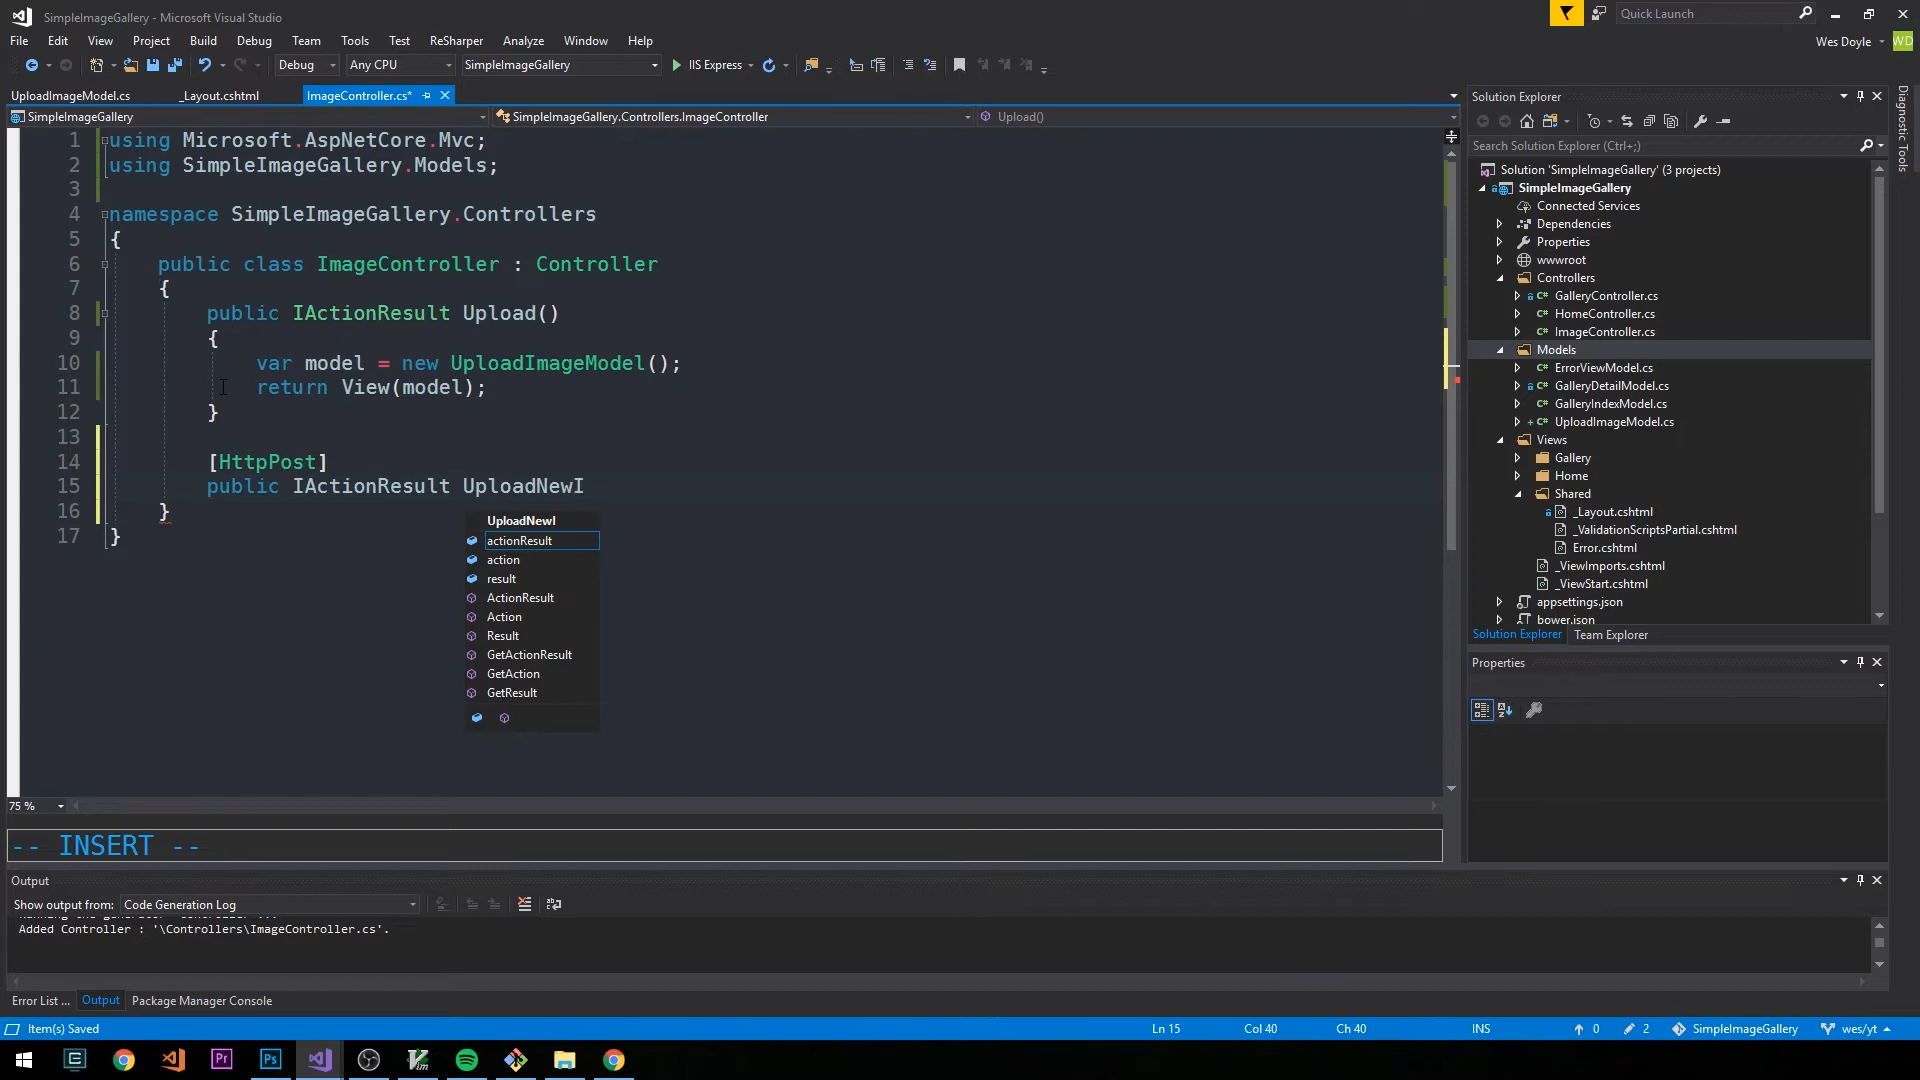 SimpleImageGallery - Microsoft Visual Studio
Quick Launch
File Edit View Project Build Debug Team Tools Test ReSharper Analyze Window Help
Wes Doyle WD
Debug Any CPU SimpleImageGallery IIS Express
UploadImageModel.cs _Layout.cshtml ImageController.cs*
SimpleImageGallery SimpleImageGallery.Controllers.ImageController Upload()
1 using Microsoft.AspNetCore.Mvc;
2 using SimpleImageGallery.Models;
3
4 namespace SimpleImageGallery.Controllers
5 {
6 public class ImageController : Controller
7 {
8 public IActionResult Upload()
9 {
10 var model = new UploadImageModel();
11 return View(model);
12 }
13
14 [HttpPost]
15 public IActionResult UploadNewI
16 }
17 }
UploadNewI
actionResult
action
result
ActionResult
Action
Result
GetActionResult
GetAction
GetResult
75 %
-- INSERT --
Output
Show output from: Code Generation Log
Added Controller : '\Controllers\ImageController.cs'.
Error List ... Output Package Manager Console
Item(s) Saved Ln 15 Col 40 Ch 40 INS 0 2 SimpleImageGallery wes/yt
Solution Explorer
Search Solution Explorer (Ctrl+;)
Solution 'SimpleImageGallery' (3 projects)
SimpleImageGallery
Connected Services
Dependencies
Properties
wwwroot
Controllers
GalleryController.cs
HomeController.cs
ImageController.cs
Models
ErrorViewModel.cs
GalleryDetailModel.cs
GalleryIndexModel.cs
UploadImageModel.cs
Views
Gallery
Home
Shared
_Layout.cshtml
_ValidationScriptsPartial.cshtml
Error.cshtml
_ViewImports.cshtml
_ViewStart.cshtml
appsettings.json
bower.json
Solution Explorer Team Explorer
Properties
Diagnostic Tools
Pr Ps